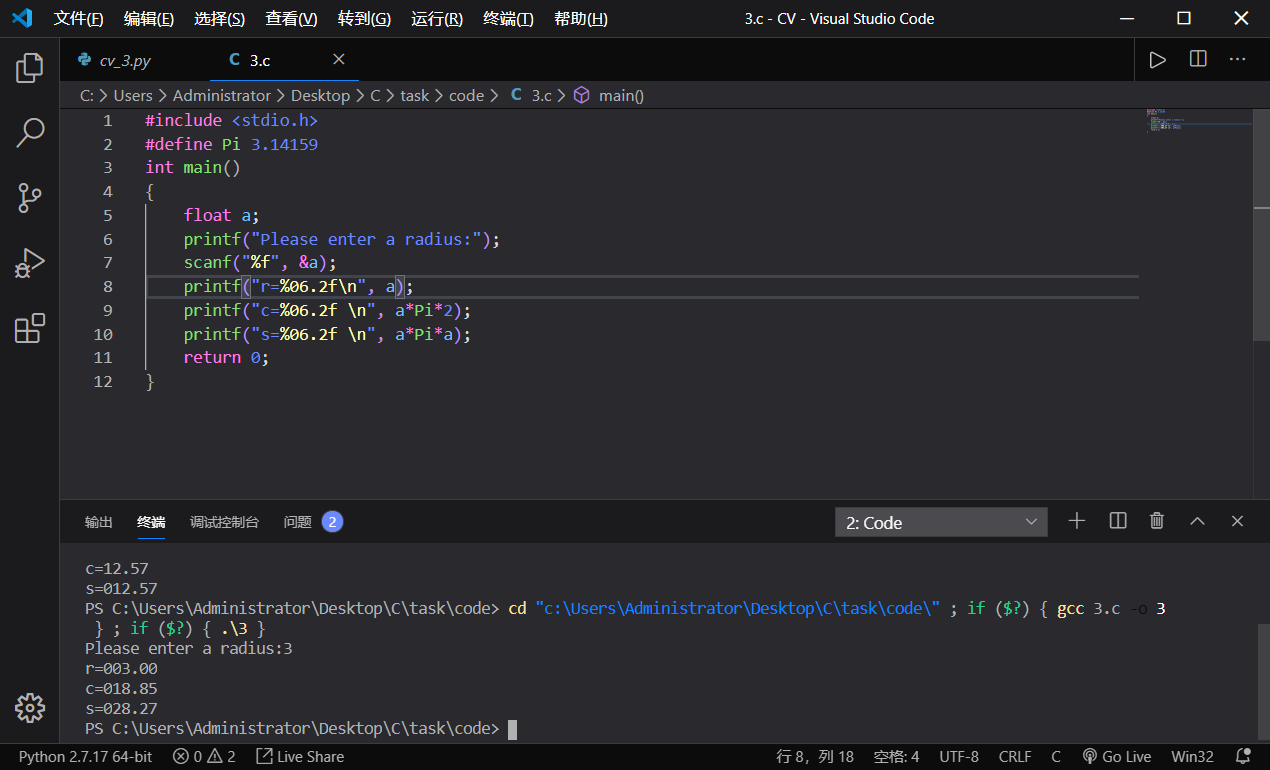 文件(F) 编辑(E) 选择(S) 查看(V) 转到(G) 运行(R) 终端(T) 帮助(H) 3.c - CV - Visual Studio Code
cv_3.py C 3.c
C: > Users > Administrator > Desktop > C > task > code > C 3.c > main()
1 #include <stdio.h>
2 #define Pi 3.14159
3 int main()
4 {
5 float a;
6 printf("Please enter a radius:");
7 scanf("%f", &a);
8 printf("r=%06.2f\n", a);
9 printf("c=%06.2f \n", a*Pi*2);
10 printf("s=%06.2f \n", a*Pi*a);
11 return 0;
12 }
输出 终端 调试控制台 问题 2 2: Code
c=12.57
s=012.57
PS C:\Users\Administrator\Desktop\C\task\code> cd "c:\Users\Administrator\Desktop\C\task\code\" ; if ($?) { gcc 3.c -o 3
} ; if ($?) { .\3 }
Please enter a radius:3
r=003.00
c=018.85
s=028.27
PS C:\Users\Administrator\Desktop\C\task\code>
Python 2.7.17 64-bit 0 2 Live Share 行 8，列 18 空格: 4 UTF-8 CRLF C Go Live Win32